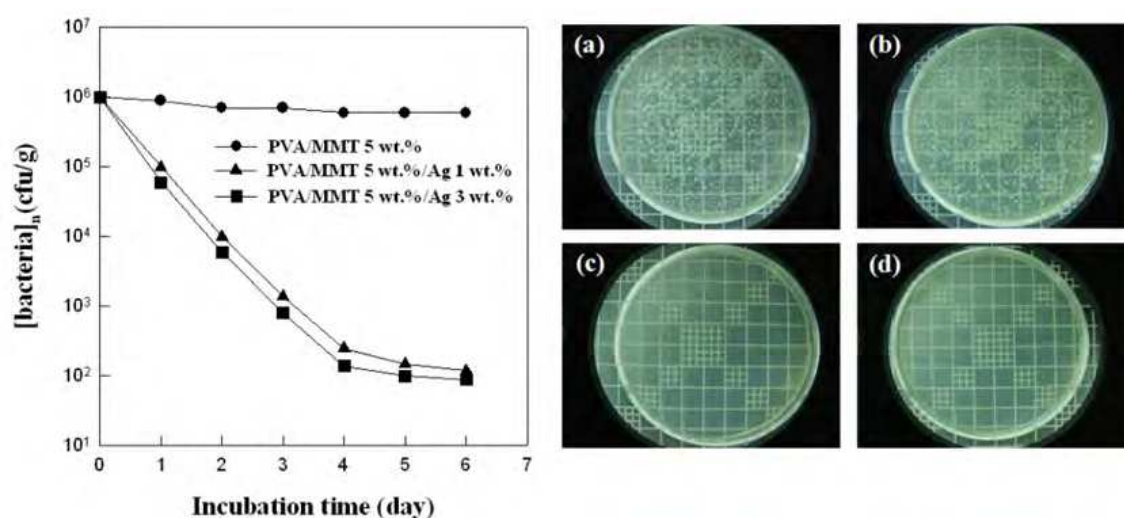 10⁷
10⁶
10⁵
10⁴
10³
10²
10¹
[bacteria]ₙ(cfu/g)
PVA/MMT 5 wt.%
PVA/MMT 5 wt.%/Ag 1 wt.%
PVA/MMT 5 wt.%/Ag 3 wt.%
0 1 2 3 4 5 6 7
Incubation time (day)
(a)
(b)
(c)
(d)